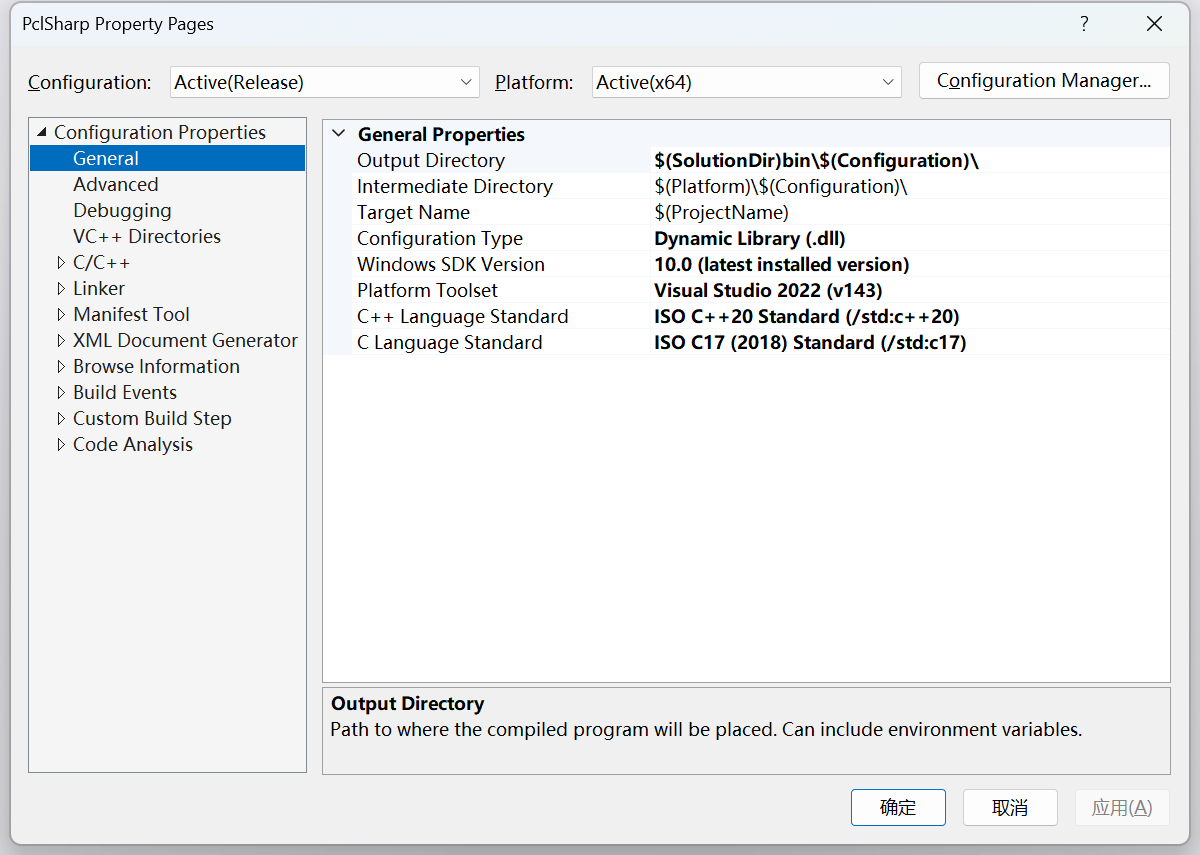 PclSharp Property Pages ?
Configuration: Active(Release) Platform: Active(x64) Configuration Manager...
Configuration Properties
General
Advanced
Debugging
VC++ Directories
C/C++
Linker
Manifest Tool
XML Document Generator
Browse Information
Build Events
Custom Build Step
Code Analysis
General Properties
Output Directory $(SolutionDir)bin\$(Configuration)\
Intermediate Directory $(Platform)\$(Configuration)\
Target Name $(ProjectName)
Configuration Type Dynamic Library (.dll)
Windows SDK Version 10.0 (latest installed version)
Platform Toolset Visual Studio 2022 (v143)
C++ Language Standard ISO C++20 Standard (/std:c++20)
C Language Standard ISO C17 (2018) Standard (/std:c17)
Output Directory
Path to where the compiled program will be placed. Can include environment variables.
确定 取消 应用(A)